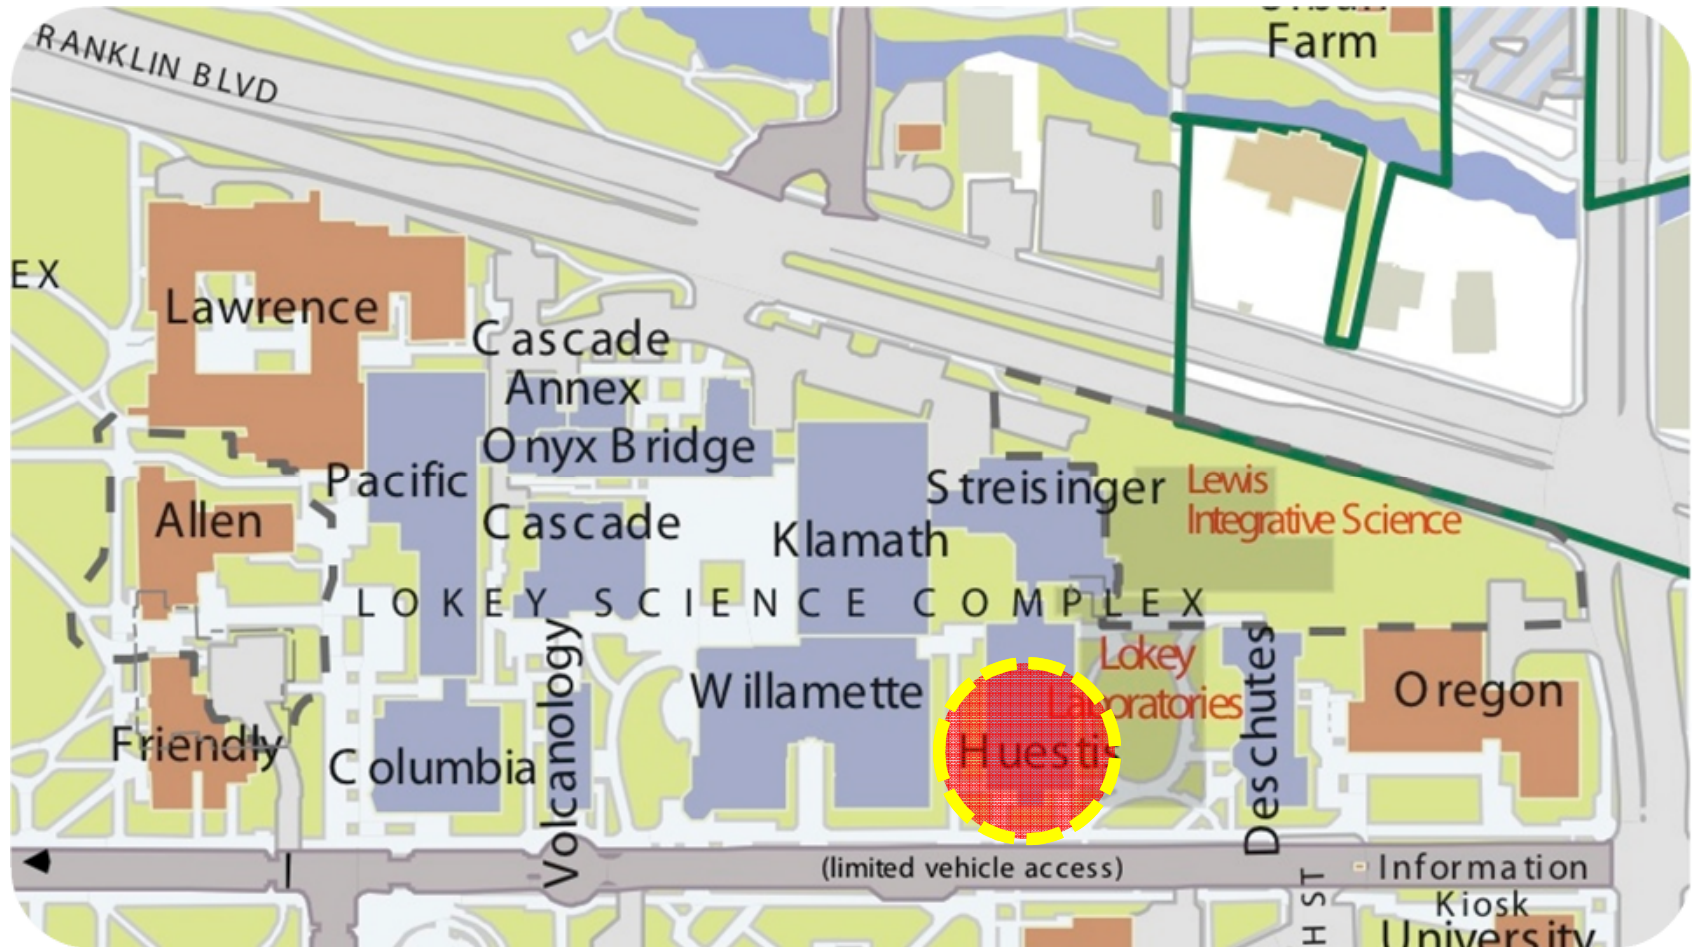 Farm
RANKLIN BLVD
EX
Lawrence
Cascade
Annex
Onyx Bridge
Pacific
Streisinger
Lewis
Integrative Science
Allen
Cascade
Klamath
LOKEY SCIENCE COMPLEX
Lokey
Laboratories
Willamette
Oregon
Friendly
Columbia
Volcanology
Huestis
Deschutes
(limited vehicle access)
Information
Kiosk
University
H ST